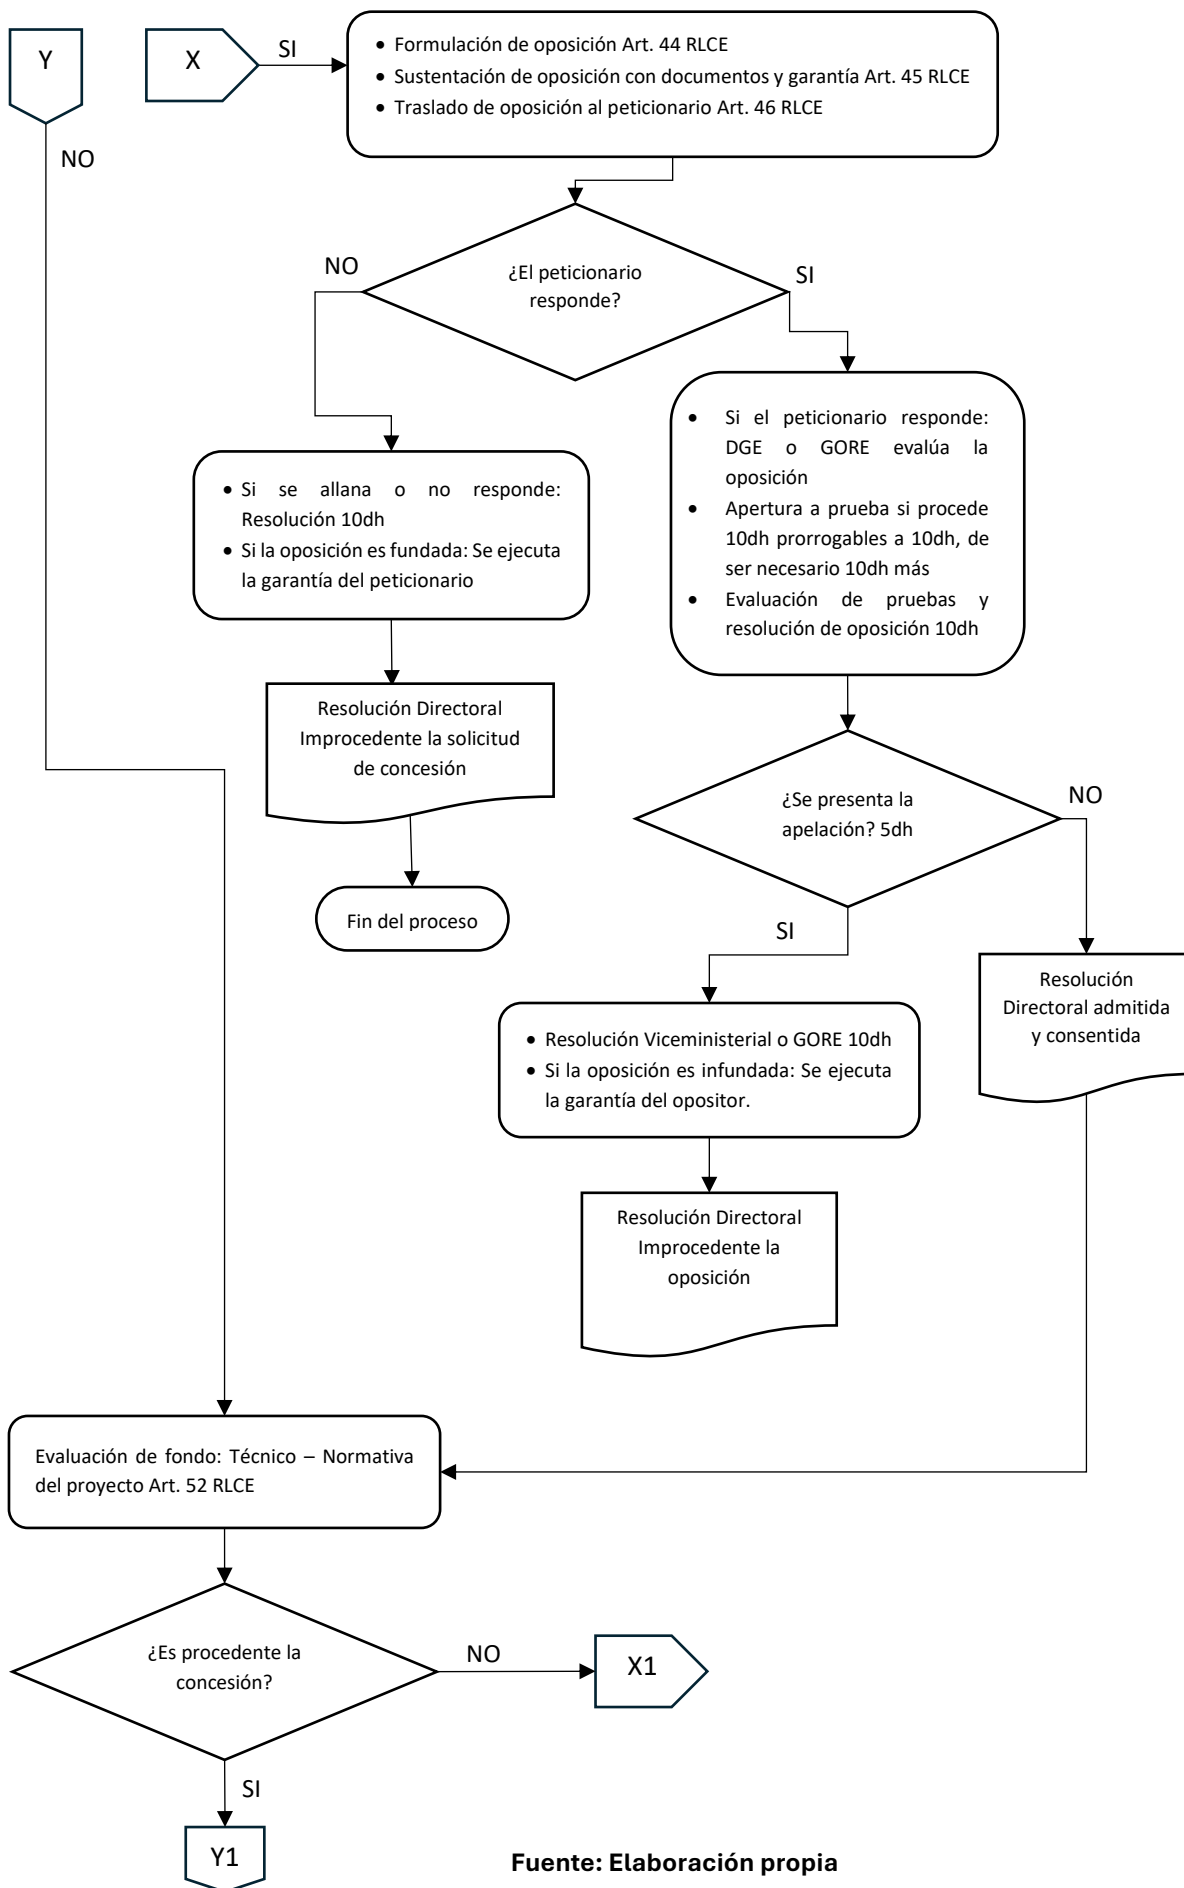 Y
X
SI
• Formulación de oposición Art. 44 RLCE
• Sustentación de oposición con documentos y garantía Art. 45 RLCE
• Traslado de oposición al peticionario Art. 46 RLCE
NO
NO
¿El peticionario
responde?
SI
• Si se allana o no responde:
Resolución 10dh
• Si la oposición es fundada: Se ejecuta
la garantía del peticionario
• Si el peticionario responde:
DGE o GORE evalúa la
oposición
• Apertura a prueba si procede
10dh prorrogables a 10dh, de
ser necesario 10dh más
• Evaluación de pruebas y
resolución de oposición 10dh
Resolución Directoral
Improcedente la solicitud
de concesión
Fin del proceso
¿Se presenta la
apelación? 5dh
NO
SI
Resolución
Directoral admitida
y consentida
• Resolución Viceministerial o GORE 10dh
• Si la oposición es infundada: Se ejecuta
la garantía del opositor.
Resolución Directoral
Improcedente la
oposición
Evaluación de fondo: Técnico – Normativa
del proyecto Art. 52 RLCE
¿Es procedente la
concesión?
NO
X1
SI
Y1
Fuente: Elaboración propia